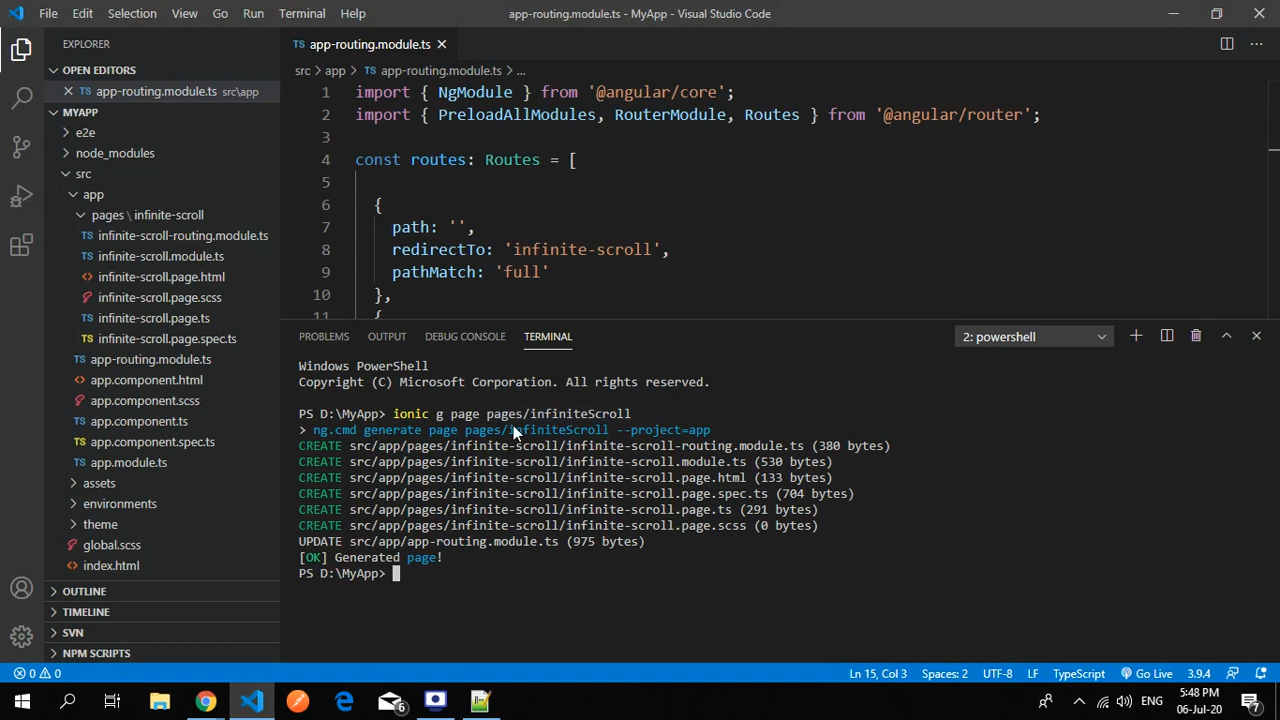 File Edit Selection View Go Run Terminal Help app-routing.module.ts - MyApp - Visual Studio Code
EXPLORER
OPEN EDITORS
TS app-routing.module.ts src\app
MYAPP
e2e
node_modules
src
app
pages \ infinite-scroll
TS infinite-scroll-routing.module.ts
TS infinite-scroll.module.ts
infinite-scroll.page.html
infinite-scroll.page.scss
TS infinite-scroll.page.ts
TS infinite-scroll.page.spec.ts
TS app-routing.module.ts
app.component.html
app.component.scss
TS app.component.ts
TS app.component.spec.ts
TS app.module.ts
assets
environments
theme
global.scss
index.html
OUTLINE
TIMELINE
SVN
NPM SCRIPTS
TS app-routing.module.ts
src > app > TS app-routing.module.ts > ...
1 import { NgModule } from '@angular/core';
2 import { PreloadAllModules, RouterModule, Routes } from '@angular/router';
3
4 const routes: Routes = [
5
6 {
7 path: '',
8 redirectTo: 'infinite-scroll',
9 pathMatch: 'full'
10 },
11 {
PROBLEMS OUTPUT DEBUG CONSOLE TERMINAL 2: powershell
Windows PowerShell
Copyright (C) Microsoft Corporation. All rights reserved.
PS D:\MyApp> ionic g page pages/infiniteScroll
> ng.cmd generate page pages/infiniteScroll --project=app
CREATE src/app/pages/infinite-scroll/infinite-scroll-routing.module.ts (380 bytes)
CREATE src/app/pages/infinite-scroll/infinite-scroll.module.ts (530 bytes)
CREATE src/app/pages/infinite-scroll/infinite-scroll.page.html (133 bytes)
CREATE src/app/pages/infinite-scroll/infinite-scroll.page.spec.ts (704 bytes)
CREATE src/app/pages/infinite-scroll/infinite-scroll.page.ts (291 bytes)
CREATE src/app/pages/infinite-scroll/infinite-scroll.page.scss (0 bytes)
UPDATE src/app/app-routing.module.ts (975 bytes)
[OK] Generated page!
PS D:\MyApp>
0 0 Ln 15, Col 3 Spaces: 2 UTF-8 LF TypeScript Go Live 3.9.4
6 ENG 5:48 PM
06-Jul-20 7